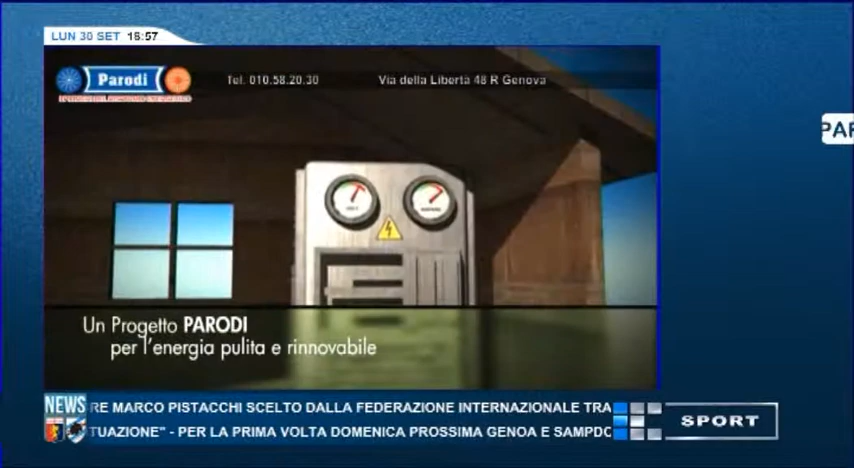 LUN 30 SET 16:57
Parodi
Tel. 010.58.20.30
Via della Libertà 48 R Genova
PAR
Un Progetto PARODI
per l'energia pulita e rinnovabile
NEWS
RE MARCO PISTACCHI SCELTO DALLA FEDERAZIONE INTERNAZIONALE TRA
TUAZIONE" - PER LA PRIMA VOLTA DOMENICA PROSSIMA GENOA E SAMPDO
SPORT